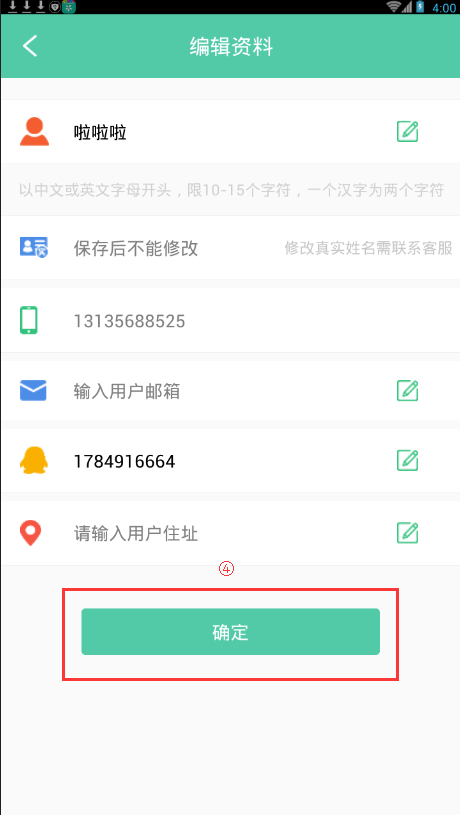 4:00
编辑资料
啦啦啦
以中文或英文字母开头，限10-15个字符，一个汉字为两个字符
保存后不能修改 修改真实姓名需联系客服
13135688525
输入用户邮箱
1784916664
请输入用户住址
④
确定